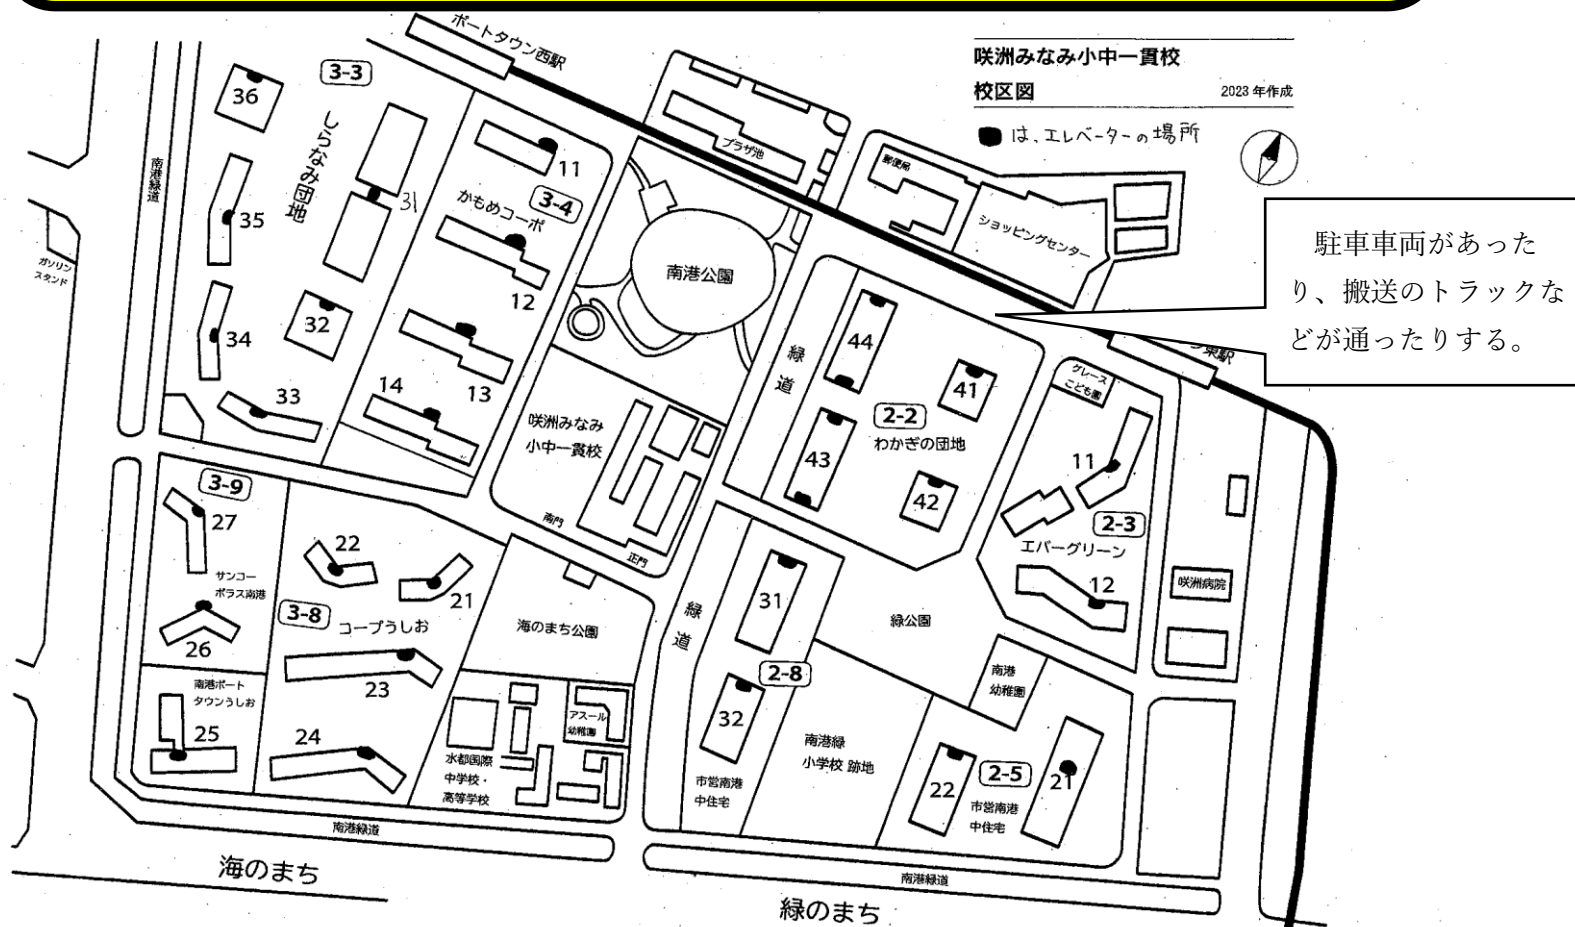 咲洲みなみ小中一貫校
校区図
2023 年作成
は、エレベーターの場所
駐車車両があった
り、搬送のトラックな
どが通ったりする。
ポートタウン西駅
3-3
36
しらなみ団地
31
35
32
34
33
南港緑道
ガソリン
スタンド
11
3-4
かもめコーポ
12
13
14
プラザ池
南港公園
郵便局
ショッピングセンター
東駅
緑道
44
41
2-2
わかぎの団地
43
42
グレース
こども園
11
2-3
エバーグリーン
12
咲洲病院
咲洲みなみ
小中一貫校
南門
正門
3-9
27
サンコー
ポラス南港
26
22
21
3-8
コープうしお
23
24
南港ポート
タウンうしお
25
海のまち公園
アスール
幼稚園
水都国際
中学校・
高等学校
緑道
31
2-8
32
市営南港
中住宅
緑公園
南港
幼稚園
南港緑
小学校 跡地
22
2-5
21
市営南港
中住宅
南港緑道
南港緑道
海のまち
緑のまち